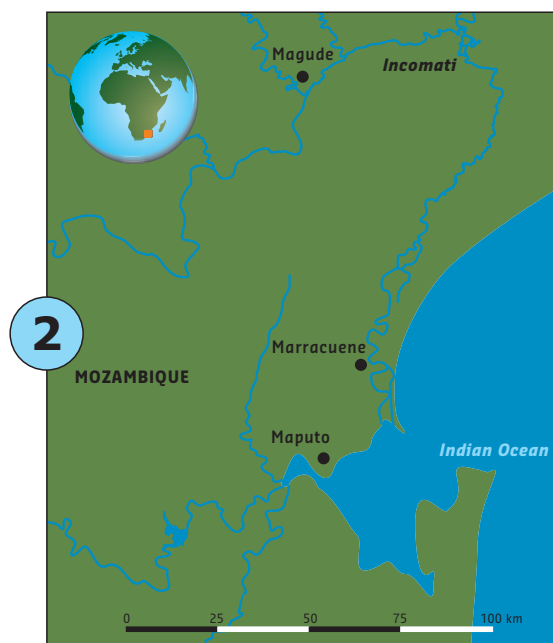 Magude
Incomati
2
Marracuene
MOZAMBIQUE
Maputo
Indian Ocean
0 25 50 75 100 km